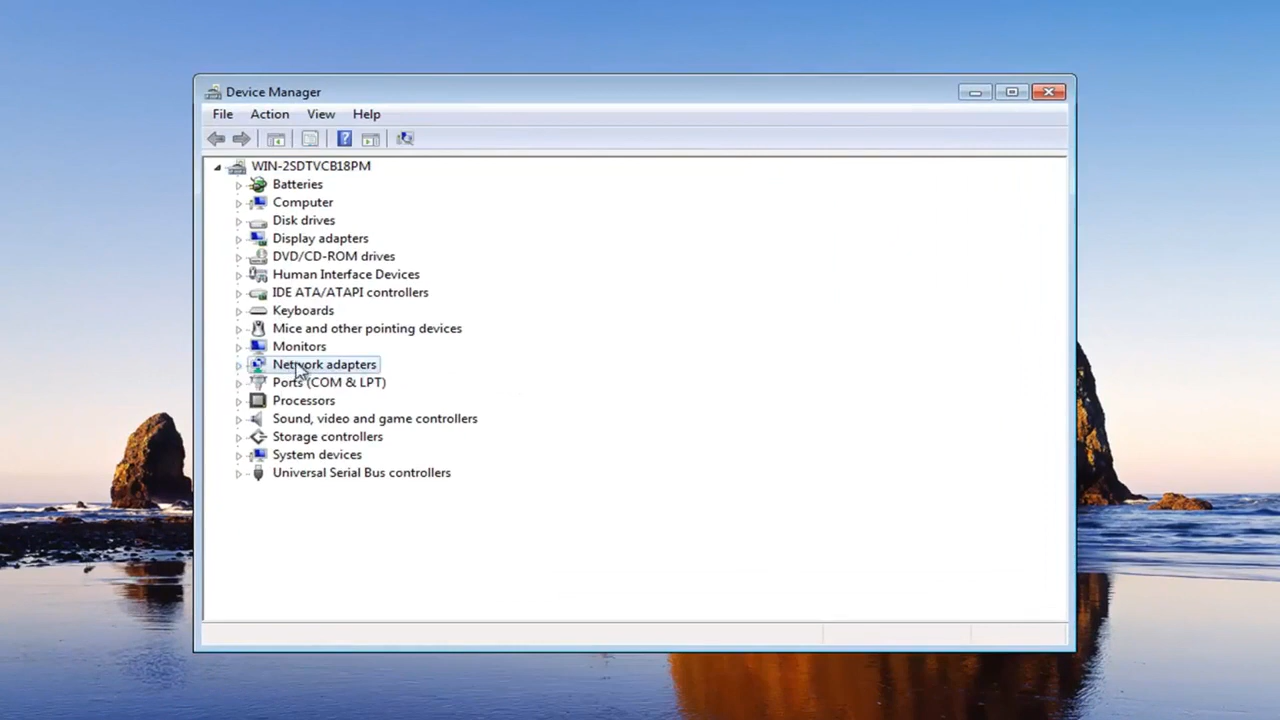 Device Manager
File Action View Help
WIN-2SDTVCB18PM
Batteries
Computer
Disk drives
Display adapters
DVD/CD-ROM drives
Human Interface Devices
IDE ATA/ATAPI controllers
Keyboards
Mice and other pointing devices
Monitors
Network adapters
Ports (COM & LPT)
Processors
Sound, video and game controllers
Storage controllers
System devices
Universal Serial Bus controllers